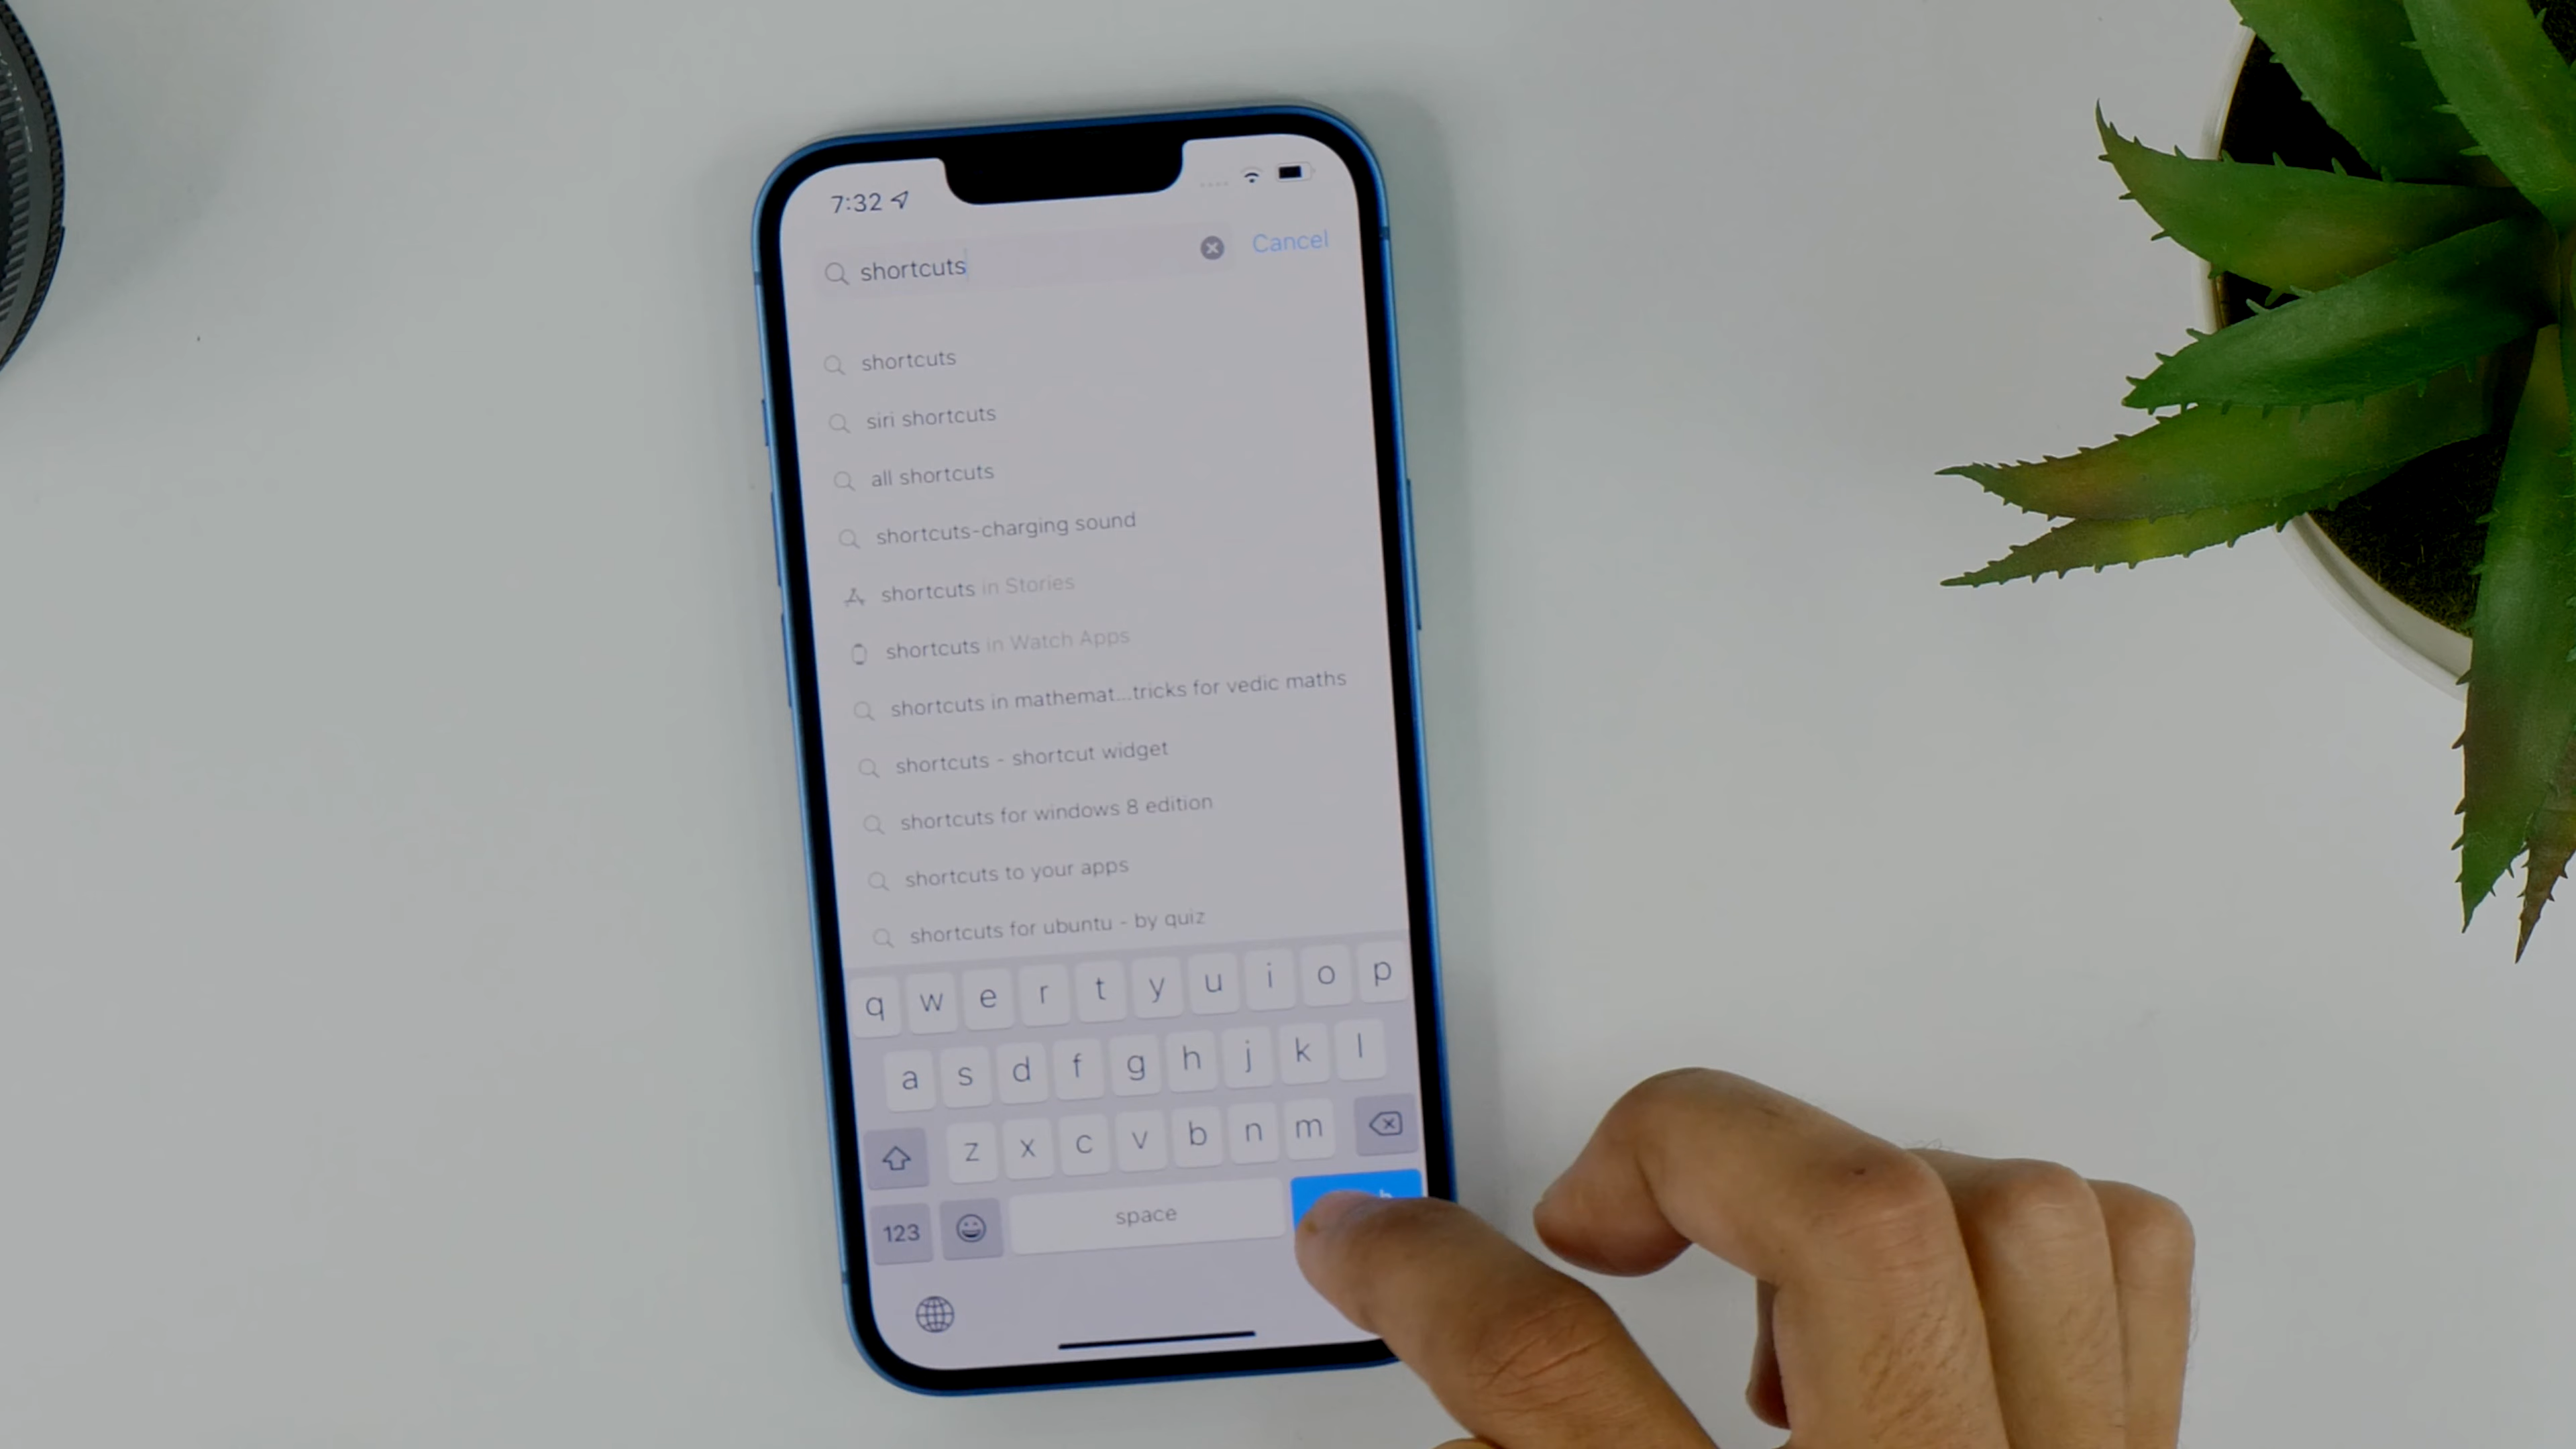 7:32
shortcuts
Cancel
shortcuts
siri shortcuts
all shortcuts
shortcuts-charging sound
shortcuts in Stories
shortcuts in Watch Apps
shortcuts in mathemat...tricks for vedic maths
shortcuts - shortcut widget
shortcuts for windows 8 edition
shortcuts to your apps
shortcuts for ubuntu - by quiz
q w e r t y u i o p
a s d f g h j k l
z x c v b n m
123 space